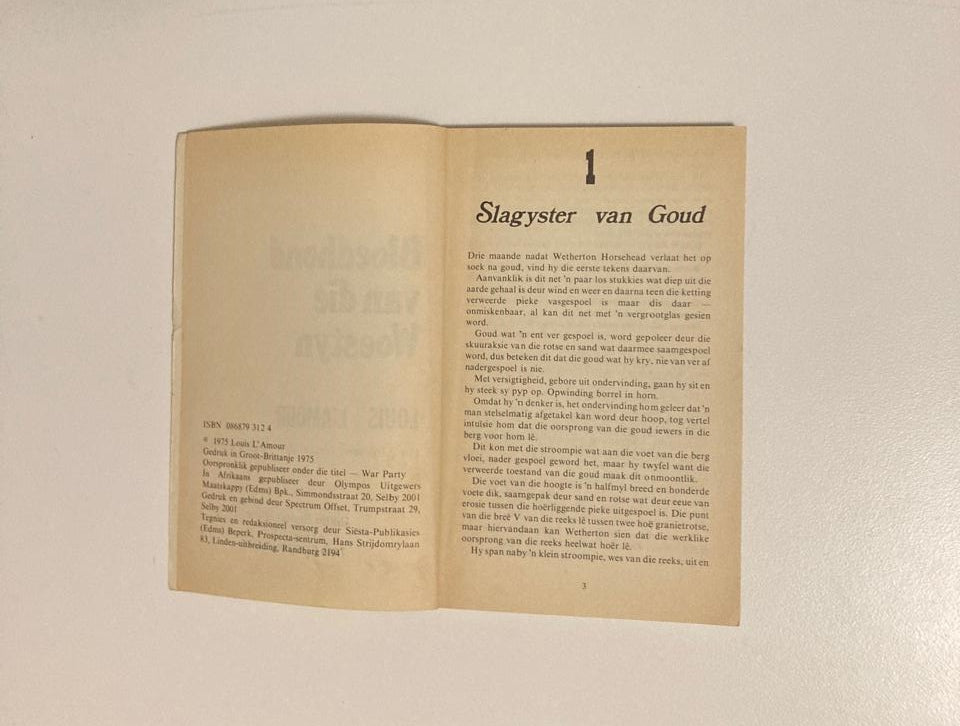 ISBN 086879 312 4
© 1975 Louis L'Amour
Gedruk in Groot-Brittanje 1975
Oorspronklik gepubliseer onder die titel — War Party
In Afrikaans gepubliseer deur Olympos Uitgewers
Maatskappy (Edms) Bpk., Simmondsstraat 20, Selby 2001
Gedruk en gebind deur Spectrum Offset, Trumpstraat 29,
Selby 2001
Tegnies en redaksioneel versorg deur Siësta-Publikasies
(Edms) Beperk, Prospecta-sentrum, Hans Strijdomrylaan
83, Linden-uitbreiding, Randburg 2194
1
Slagyster van Goud
Drie maande nadat Wetherton Horsehead verlaat het op
soek na goud, vind hy die eerste tekens daarvan.
Aanvanklik is dit net 'n paar los stukkies wat diep uit die
aarde gehaal is deur wind en weer en daarna teen die ketting
verweerde pieke vasgespoel is maar dis daar —
onmiskenbaar, al kan dit net met 'n vergrootglas gesien
word.
Goud wat 'n ent ver gespoel is, word gepoleer deur die
skuuraksie van die rotse en sand wat daarmee saamgespoel
word, dus beteken dit dat die goud wat hy kry, nie van ver af
nadergespoel is nie.
Met versigtigheid, gebore uit ondervinding, gaan hy sit en
hy steek sy pyp op. Opwinding borrel in hom.
Omdat hy 'n denker is, het ondervinding hom geleer dat 'n
man stelselmatig afgetakel kan word deur hoop, tog vertel
intuïsie hom dat die oorsprong van die goud iewers in die
berg voor hom lê.
Dit kon met die stroompie wat aan die voet van die berg
vloei, nader gespoel geword het, maar hy twyfel want die
verweerde toestand van die goud maak dit onmoontlik.
Die voet van die hoogte is 'n halfmyl breed en honderde
voete dik, saamgepak deur sand en rotse wat deur eeue van
erosie tussen die hoërliggende pieke uitgespoel is. Die punt
van die breë V van die reeks lê tussen twee hoë granietrotse,
maar hiervandaan kan Wetherton sien dat die werklike
oorsprong van die reeks heelwat hoër lê.
Hy span naby 'n klein stroompie, wes van die reeks, uit en
3